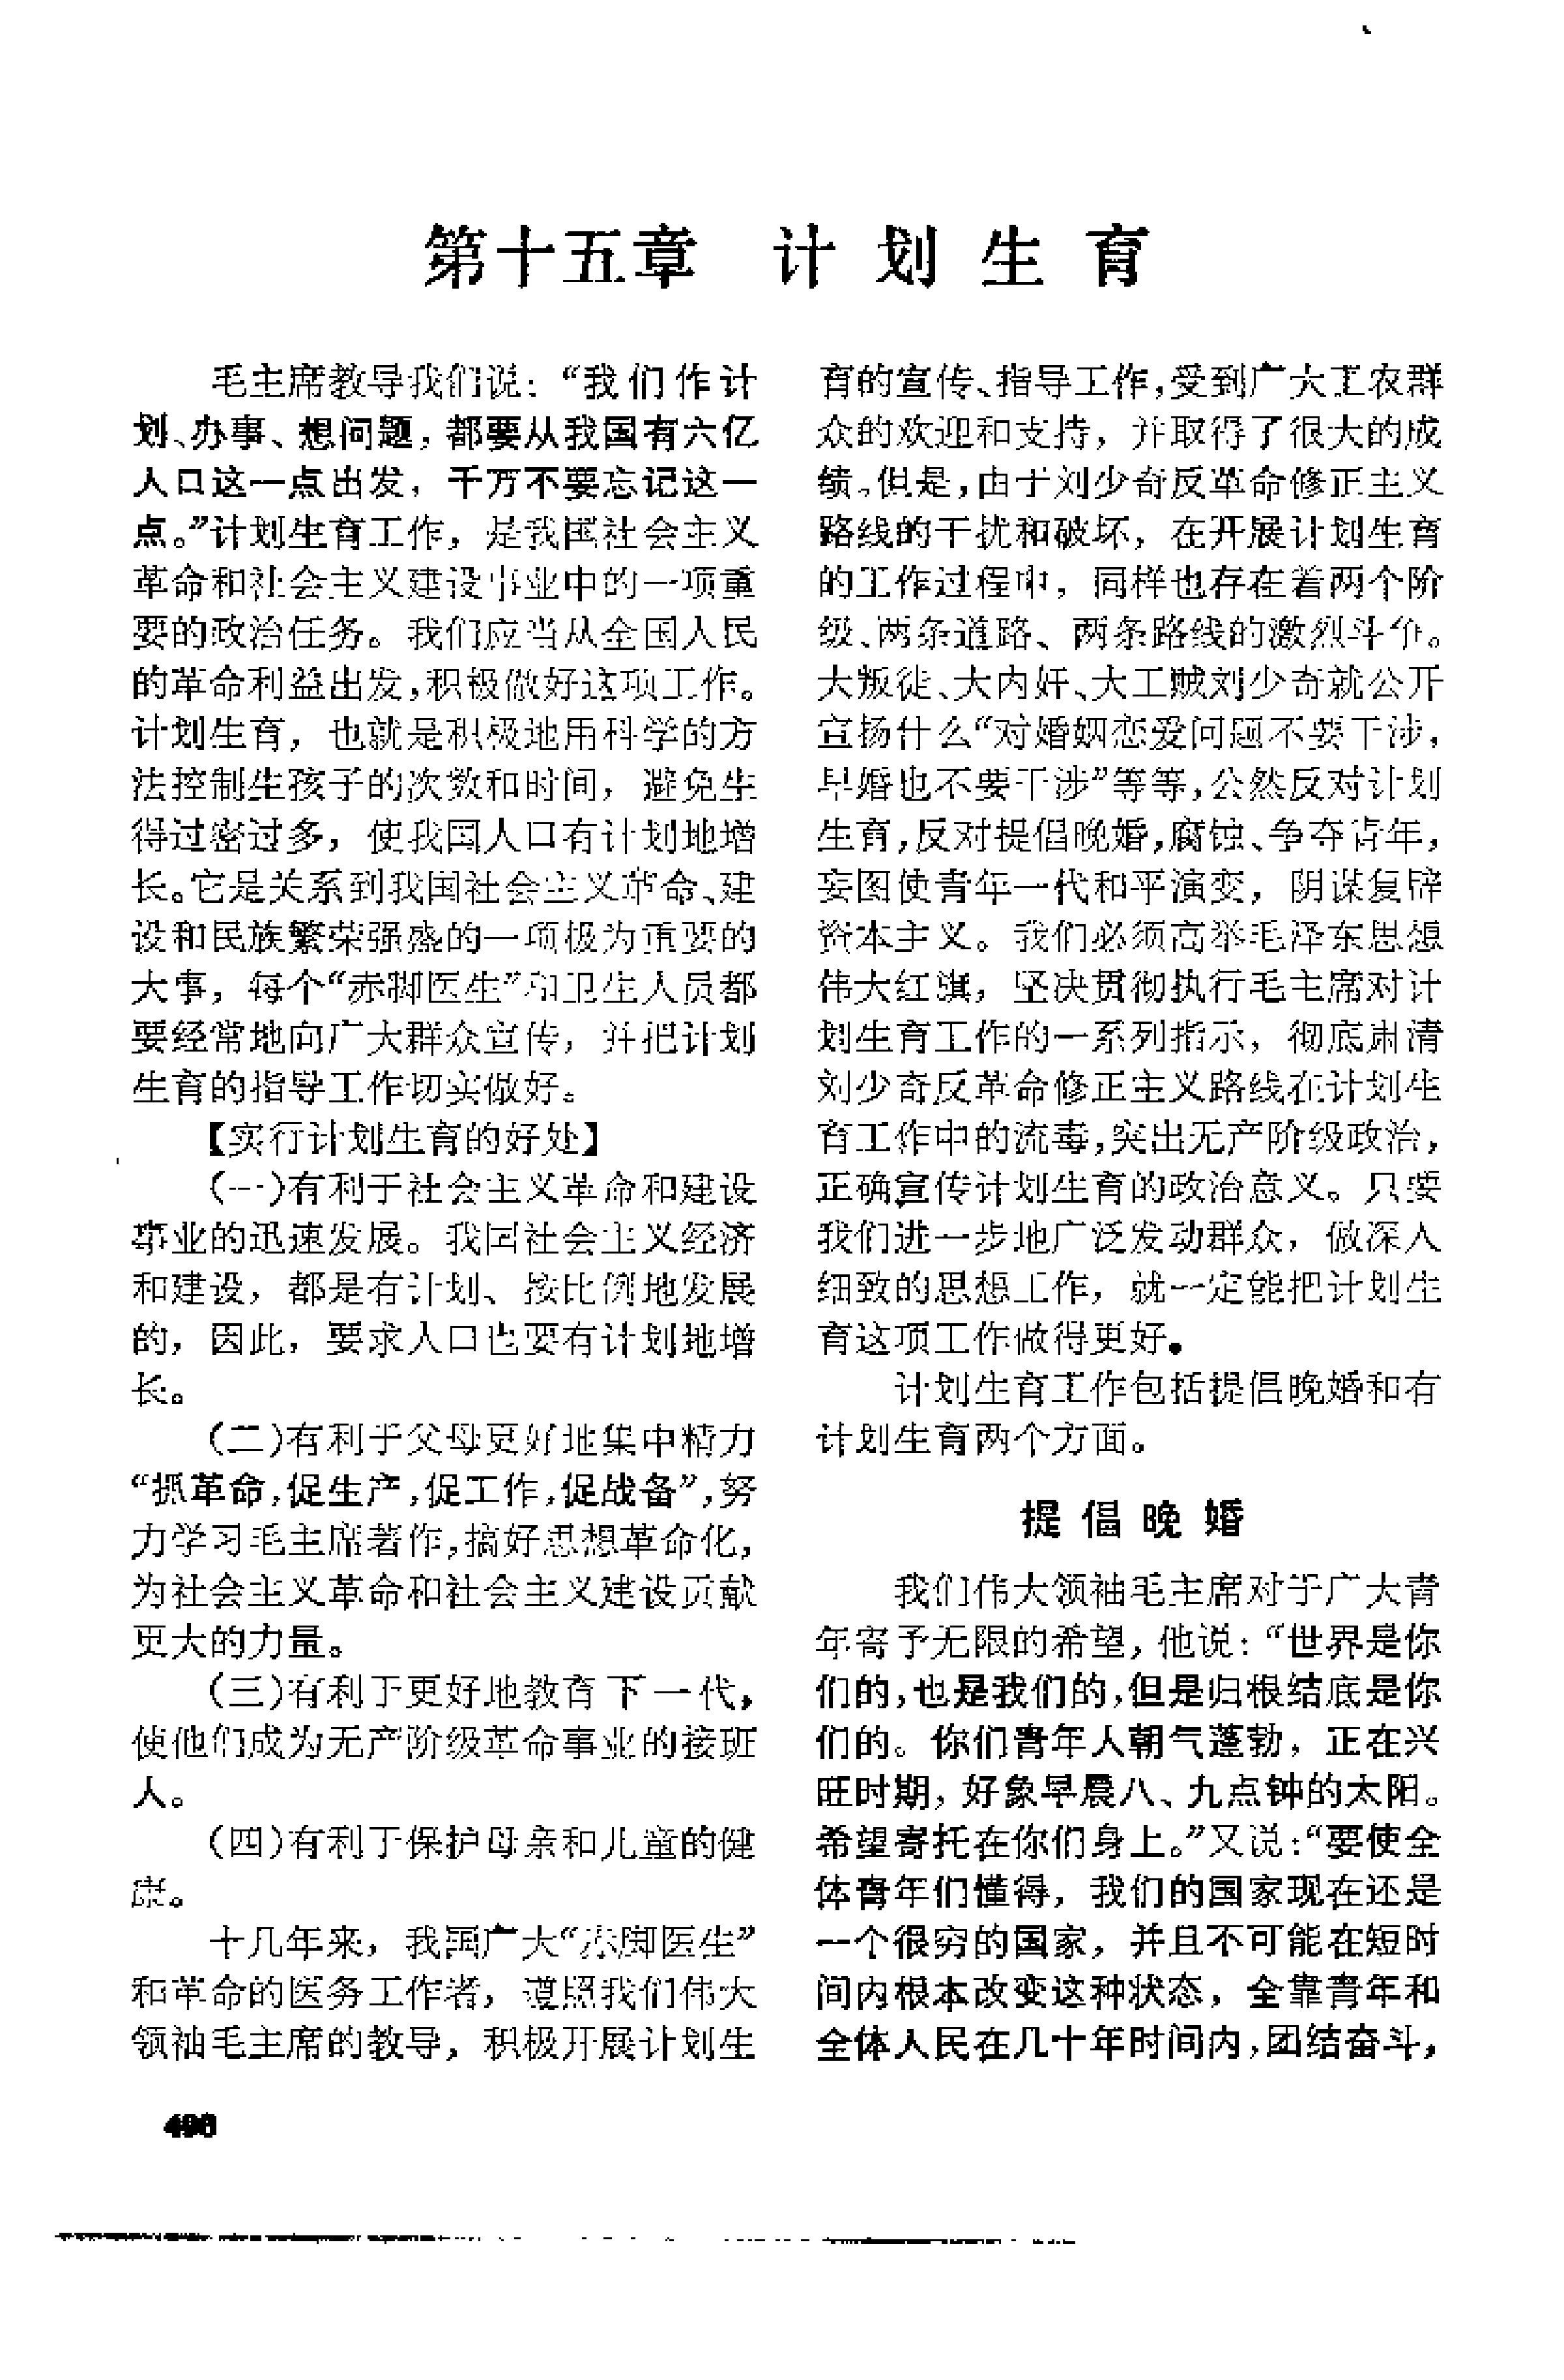 第十五章 计划生育
毛主席教导我们说：“我们作计
划、办事、想问题，都要从我国有六亿
人口这一点出发，千万不要忘记这一
点。”计划生育工作，是我国社会主义
革命和社会主义建设事业中的一项重
要的政治任务。我们应当从全国人民
的革命利益出发，积极做好这项工作。
计划生育，也就是积极地用科学的方
法控制生孩子的次数和时间，避免生
得过密过多，使我国人口有计划地增
长。它是关系到我国社会主义革命、建
设和民族繁荣强盛的一项极为重要的
大事，每个“赤脚医生”和卫生人员都
要经常地向广大群众宣传，并把计划
生育的指导工作切实做好。
【实行计划生育的好处】
（一）有利于社会主义革命和建设
事业的迅速发展。我国社会主义经济
和建设，都是有计划、按比例地发展
的，因此，要求人口也要有计划地增
长。
（二）有利于父母更好地集中精力
“抓革命，促生产，促工作，促战备”，努
力学习毛主席著作，搞好思想革命化，
为社会主义革命和社会主义建设贡献
更大的力量。
（三）有利于更好地教育下一代，
使他们成为无产阶级革命事业的接班
人。
（四）有利于保护母亲和儿童的健
康。
十几年来，我国广大“赤脚医生”
和革命的医务工作者，遵照我们伟大
领袖毛主席的教导，积极开展计划生
育的宣传、指导工作，受到广大工农群
众的欢迎和支持，并取得了很大的成
绩。但是，由于刘少奇反革命修正主义
路线的干扰和破坏，在开展计划生育
的工作过程中，同样也存在着两个阶
级、两条道路、两条路线的激烈斗争。
大叛徒、大内奸、大工贼刘少奇就公开
宣扬什么“对婚姻恋爱问题不要干涉，
早婚也不要干涉”等等，公然反对计划
生育，反对提倡晚婚，腐蚀、争夺青年，
妄图使青年一代和平演变，阴谋复辟
资本主义。我们必须高举毛泽东思想
伟大红旗，坚决贯彻执行毛主席对计
划生育工作的一系列指示，彻底肃清
刘少奇反革命修正主义路线在计划生
育工作中的流毒，突出无产阶级政治，
正确宣传计划生育的政治意义。只要
我们进一步地广泛发动群众，做深入
细致的思想工作，就一定能把计划生
育这项工作做得更好。
计划生育工作包括提倡晚婚和有
计划生育两个方面。
提倡晚婚
我们伟大领袖毛主席对于广大青
年寄予无限的希望，他说：“世界是你
们的，也是我们的，但是归根结底是你
们的。你们青年人朝气蓬勃，正在兴
旺时期，好象早晨八、九点钟的太阳。
希望寄托在你们身上。”又说：“要使全
体青年们懂得，我们的国家现在还是
一个很穷的国家，并且不可能在短时
间内根本改变这种状态，全靠青年和
全体人民在几十年时间内，团结奋斗，